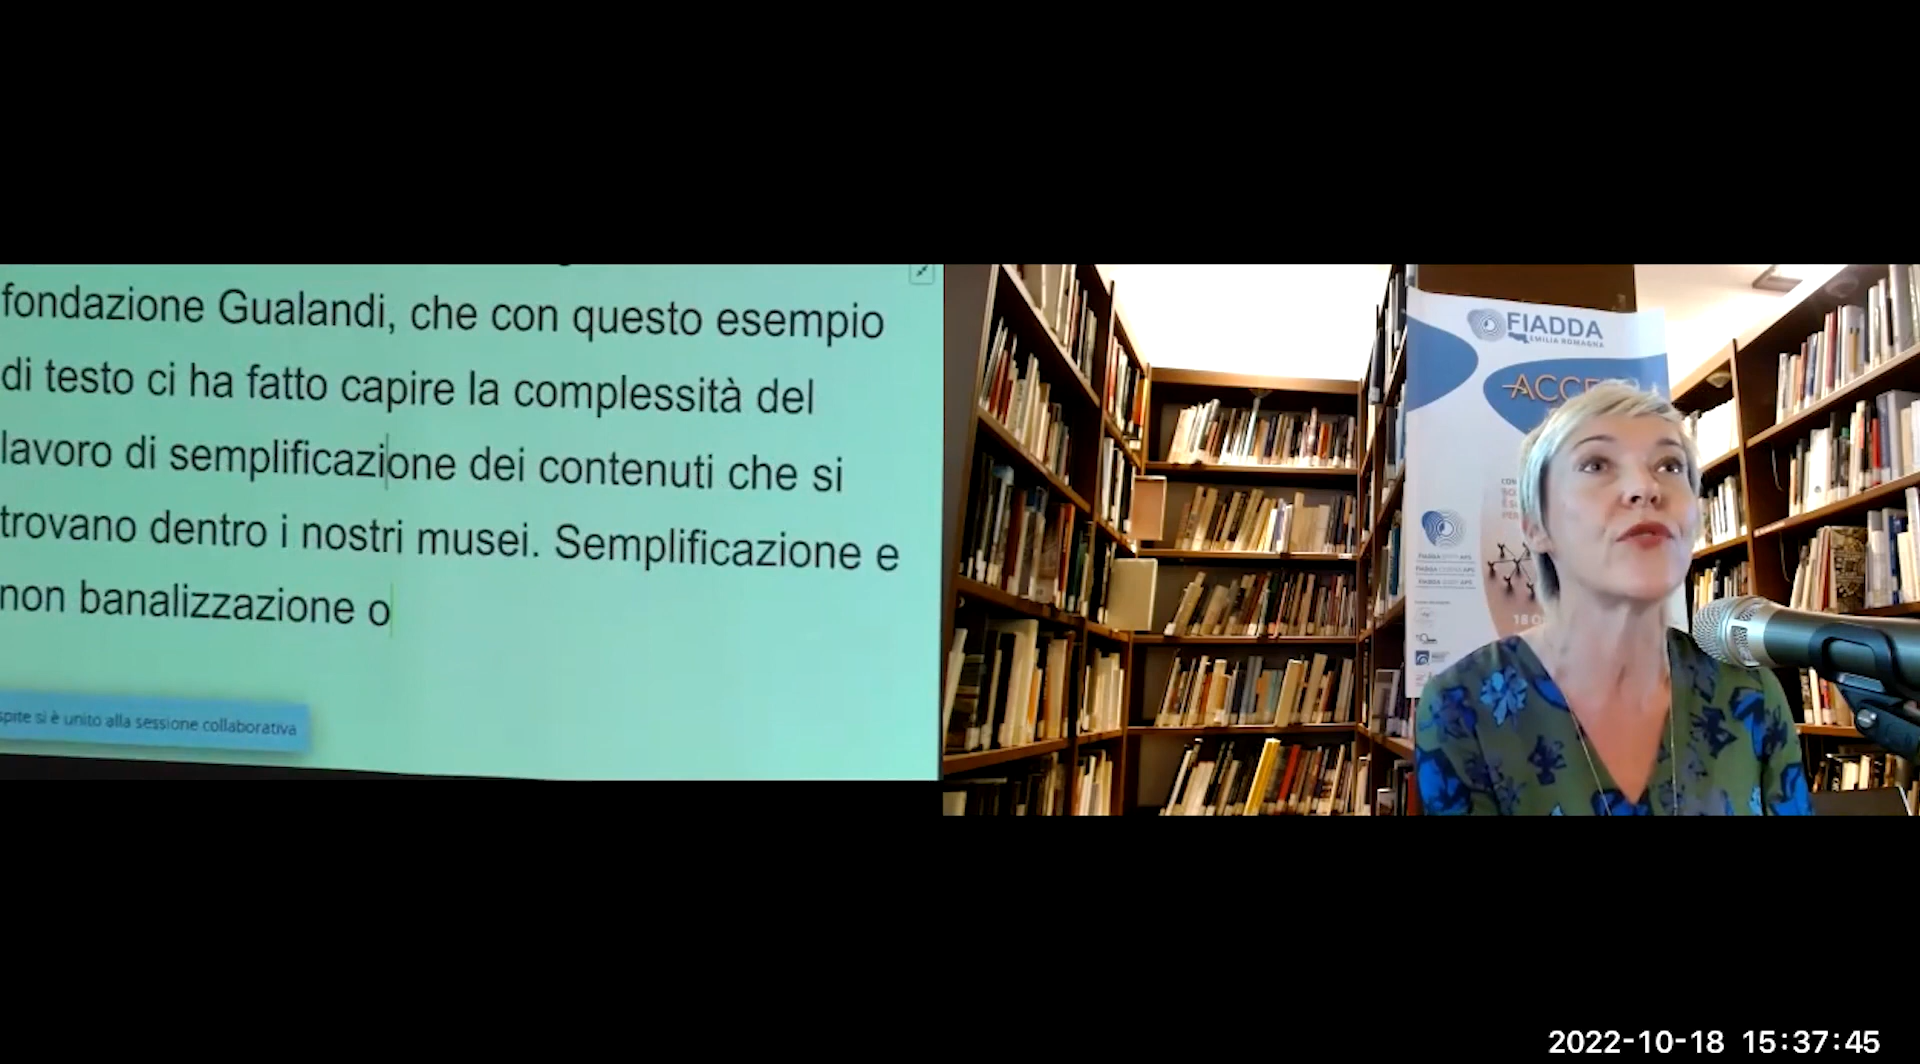 fondazione Gualandi, che con questo esempio
di testo ci ha fatto capire la complessità del
lavoro di semplificazione dei contenuti che si
trovano dentro i nostri musei. Semplificazione e
non banalizzazione o
si è unito alla sessione collaborativa
FIADDA
EMILIA ROMAGNA
18
2022-10-18 15:37:45